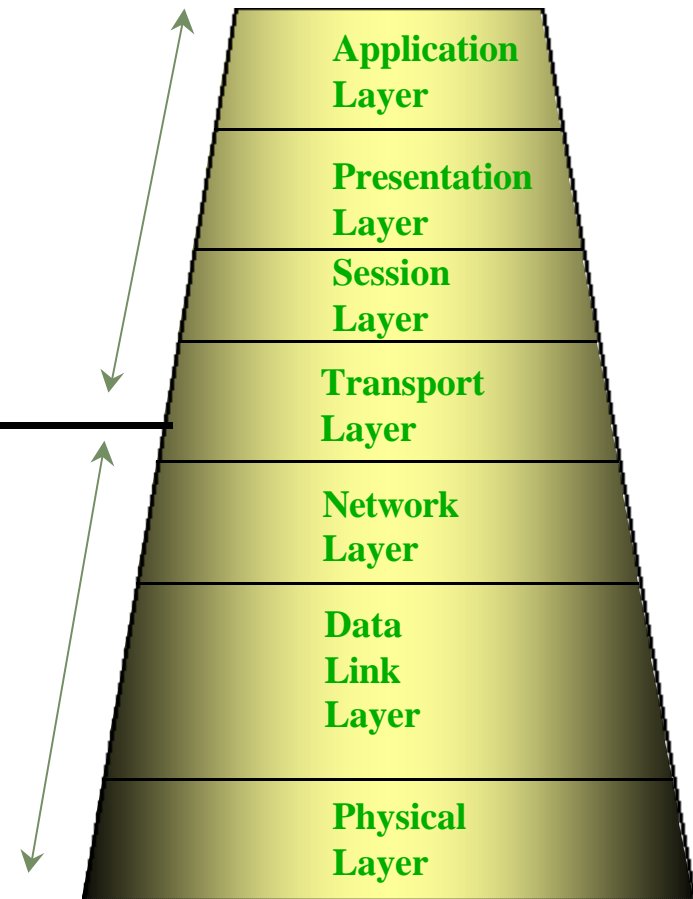 Application
Layer
Presentation
Layer
Session
Layer
Transport
Layer
Network
Layer
Data
Link
Layer
Physical
Layer